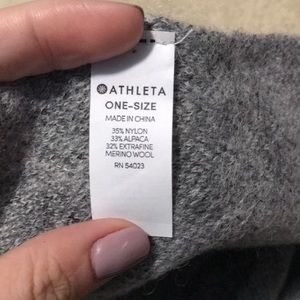 ATHLETA
ONE-SIZE
MADE IN CHINA
35% NYLON
33% ALPACA
32% EXTRAFINE
MERINO WOOL
RN 54023